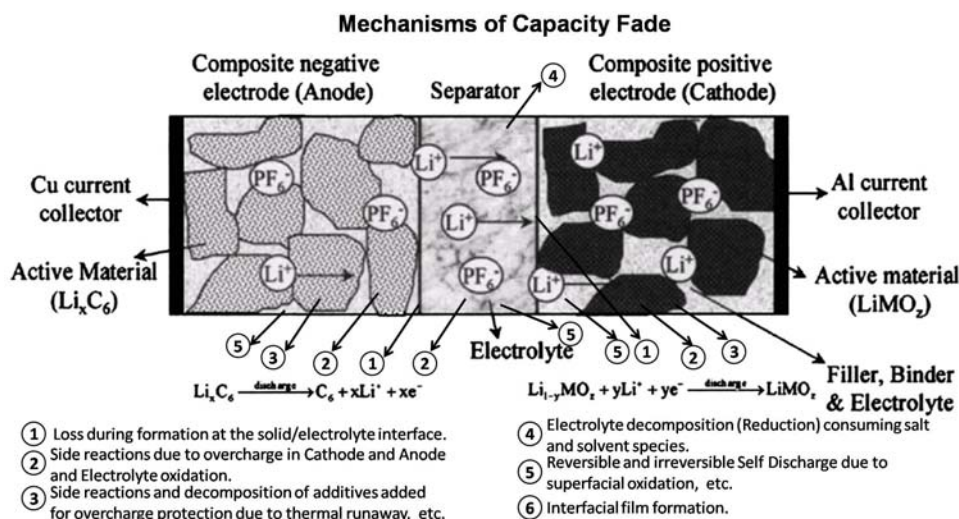 Mechanisms of Capacity Fade
Composite negative
electrode (Anode)
Separator
④
Composite positive
electrode (Cathode)
Cu current
collector
Active Material
(LiₓC₆)
PF₆⁻
PF₆⁻
Li⁺
Li⁺
PF₆⁻
Li⁺
PF₆⁻
Li⁺
PF₆⁻
PF₆⁻
Li⁺
Li⁺
Al current
collector
Active material
(LiMO_z)
⑤ ③ ② ① ② ⑤ ⑤ ① ② ③
Electrolyte
Filler, Binder
& Electrolyte
LiₓC₆ discharge→ C₆ + xLi⁺ + xe⁻
Li₁₋yMO_z + yLi⁺ + ye⁻ discharge→ LiMO_z
① Loss during formation at the solid/electrolyte interface.
② Side reactions due to overcharge in Cathode and Anode
and Electrolyte oxidation.
③ Side reactions and decomposition of additives added
for overcharge protection due to thermal runaway, etc.
④ Electrolyte decomposition (Reduction) consuming salt
and solvent species.
⑤ Reversible and irreversible Self Discharge due to
superfacial oxidation, etc.
⑥ Interfacial film formation.